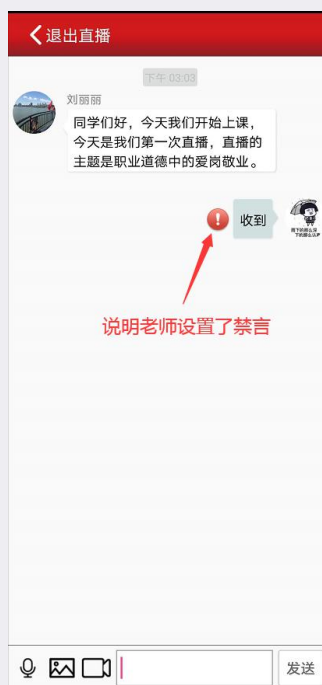 退出直播
下午 03:03
刘丽丽
同学们好，今天我们开始上课，
今天是我们第一次直播，直播的
主题是职业道德中的爱岗敬业。
收到
说明老师设置了禁言
发送